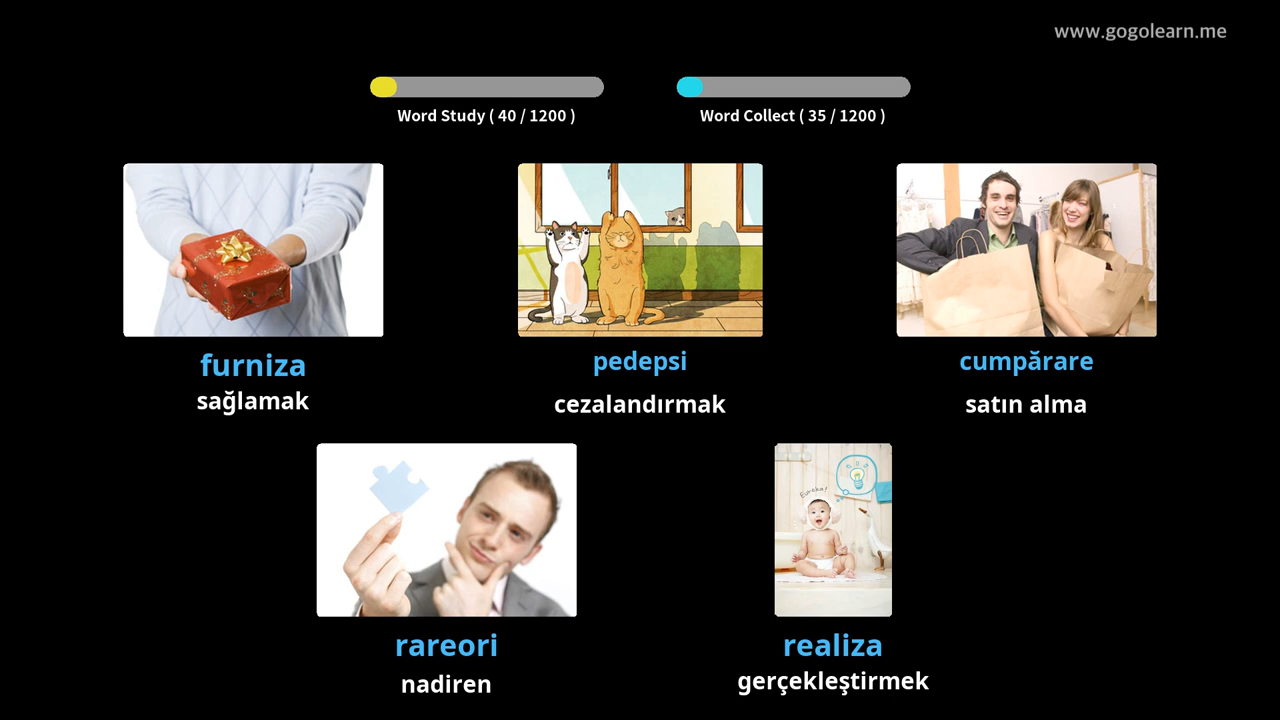 www.gogolearn.me
Word Study ( 40 / 1200 )
Word Collect ( 35 / 1200 )
furniza
sağlamak
pedepsi
cezalandırmak
cumpărare
satın alma
Eureka!
rareori
nadiren
realiza
gerçekleştirmek